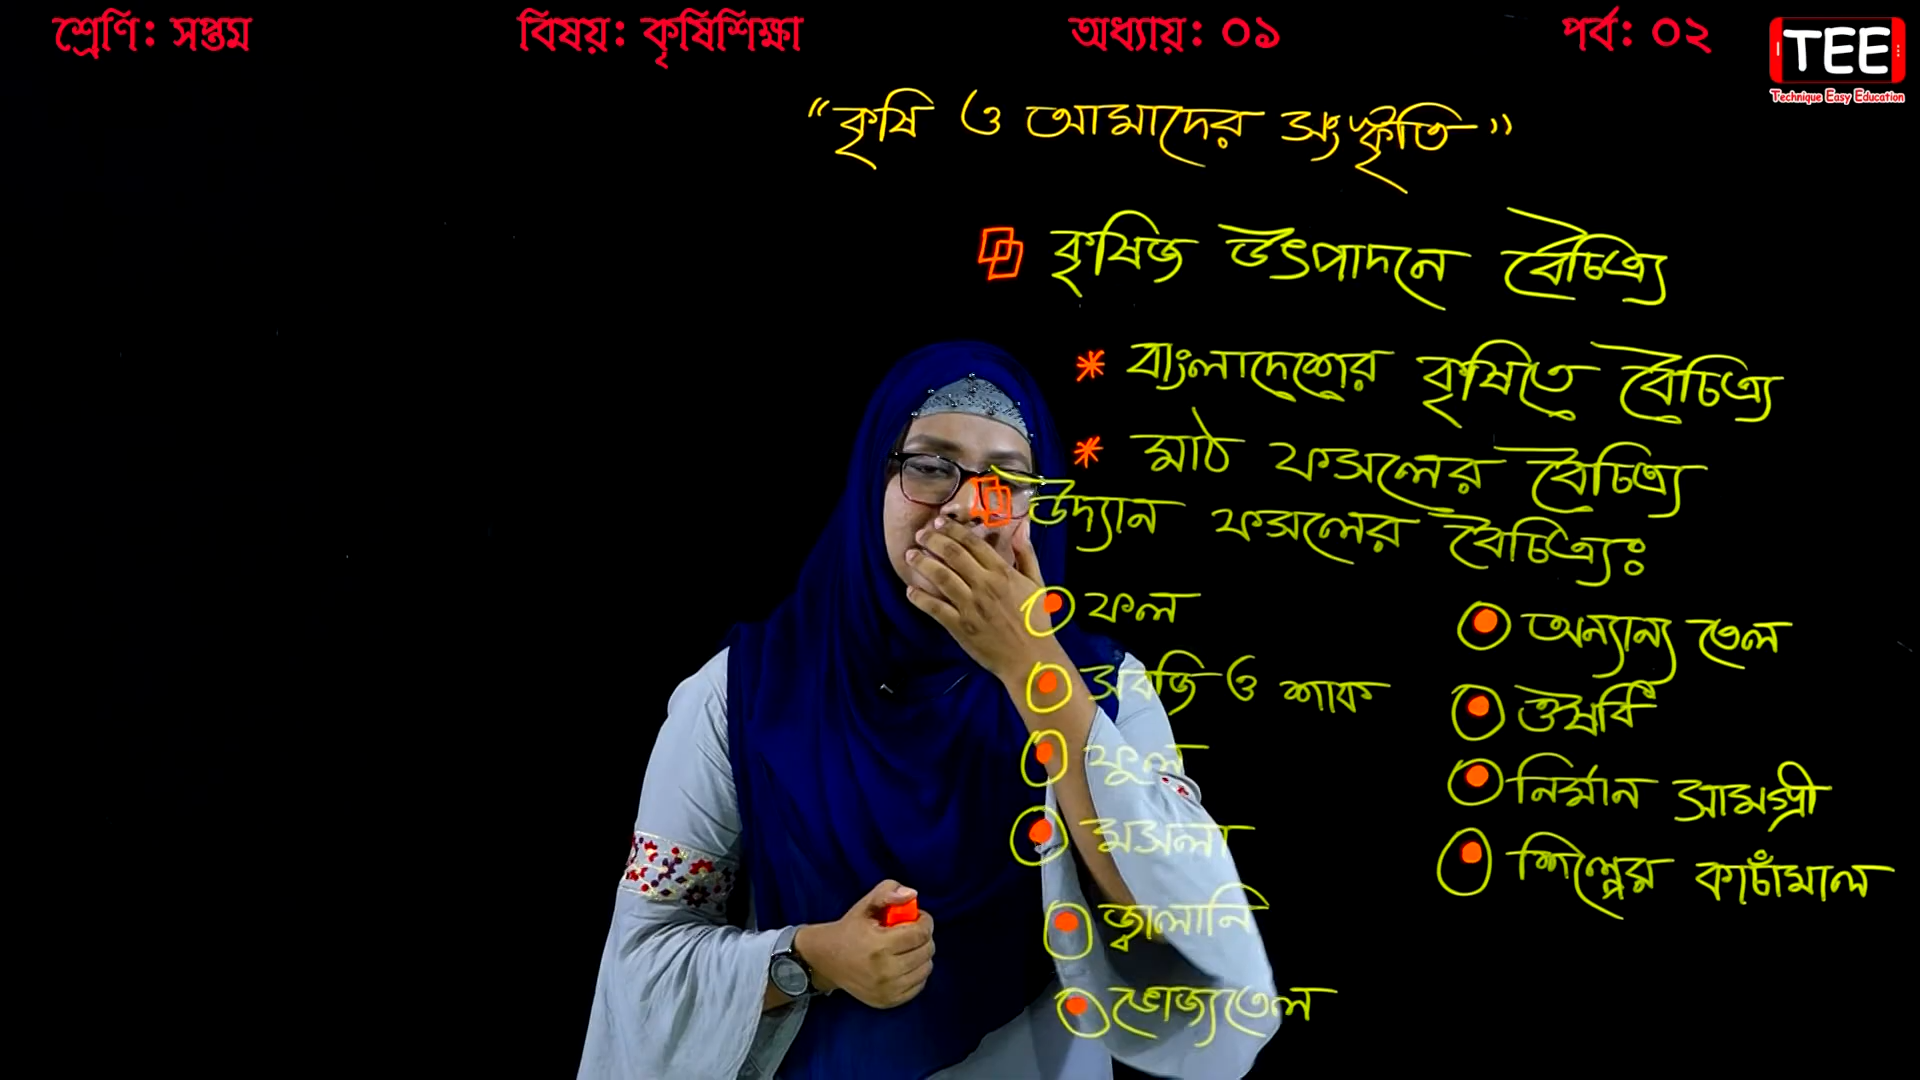 শ্রেণি: সপ্তম বিষয়: কৃষিশিক্ষা অধ্যায়: ০১ পর্ব: ০২
TEE
Technique Easy Education
“কৃষি ও আমাদের সংস্কৃতি”
কৃষিজ উৎপাদনে বৈচিত্র্য
* বাংলাদেশের কৃষিতে বৈচিত্র্য
* মাঠ ফসলের বৈচিত্র্য
উদ্যান ফসলের বৈচিত্র্যঃ
ফল
সবজি ও শাক
ফুল
মসলা
জ্বালানি
ভোজ্যতেল
অন্যান্য তেল
ঔষধি
নির্মান সামগ্রী
শিল্পের কাচাঁমাল